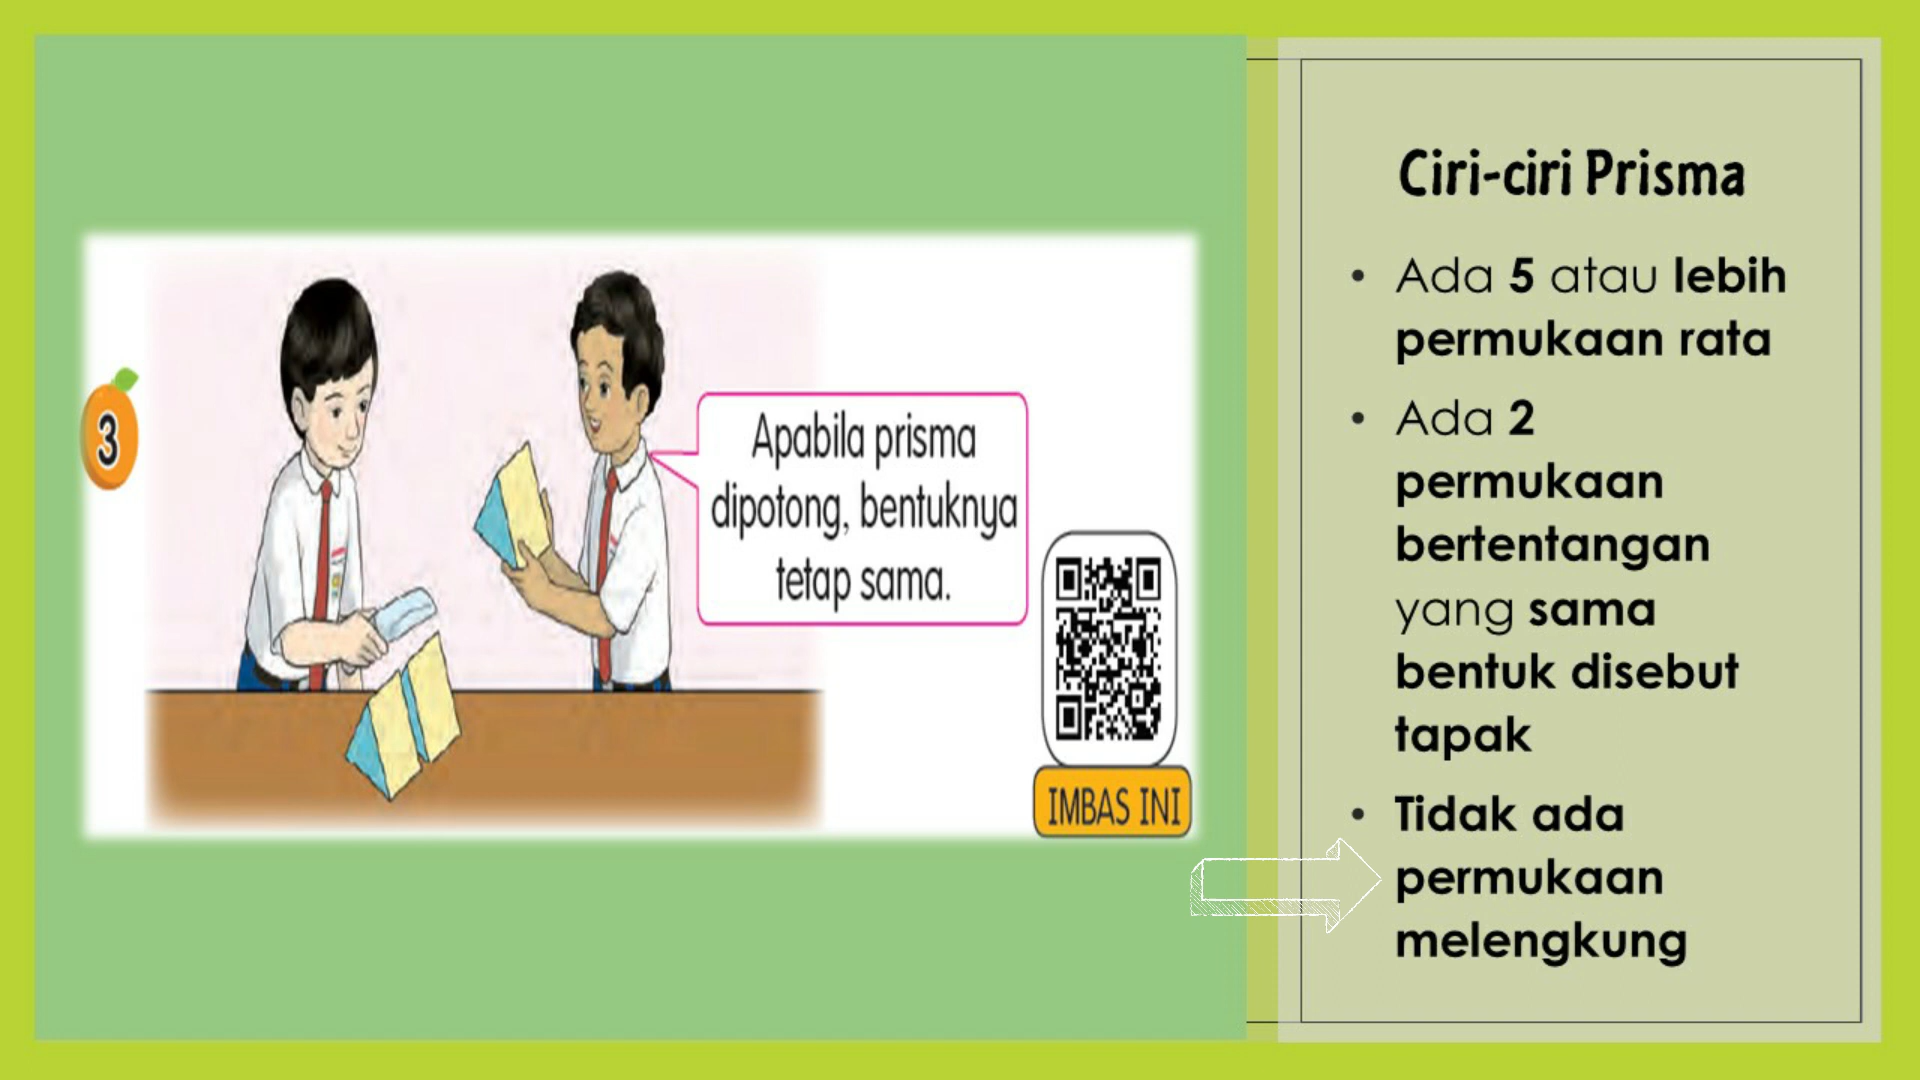 3
Apabila prisma
dipotong, bentuknya
tetap sama.
IMBAS INI
Ciri-ciri Prisma
• Ada 5 atau lebih
permukaan rata
• Ada 2
permukaan
bertentangan
yang sama
bentuk disebut
tapak
• Tidak ada
permukaan
melengkung